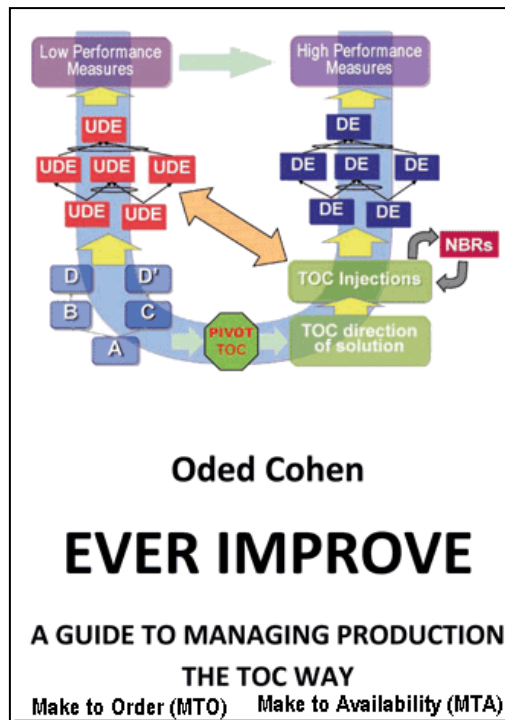 Low Performance Measures
High Performance Measures
UDE
DE
UDE UDE UDE
DE DE DE
UDE UDE
DE DE
NBRs
D D'
TOC Injections
B C
PIVOT TOC
TOC direction of solution
A
Oded Cohen
EVER IMPROVE
A GUIDE TO MANAGING PRODUCTION
THE TOC WAY
Make to Order (MTO) Make to Availability (MTA)